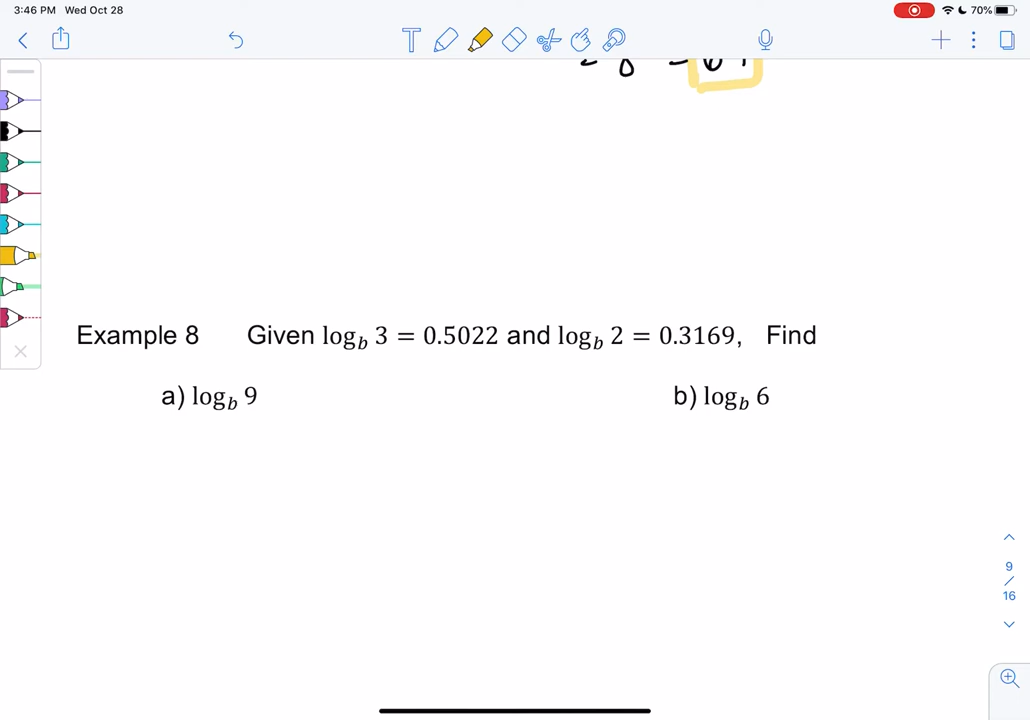 3:46 PM Wed Oct 28
70%
T
Example 8 Given log_b 3 = 0.5022 and log_b 2 = 0.3169, Find
a) log_b 9
b) log_b 6
9
/
16